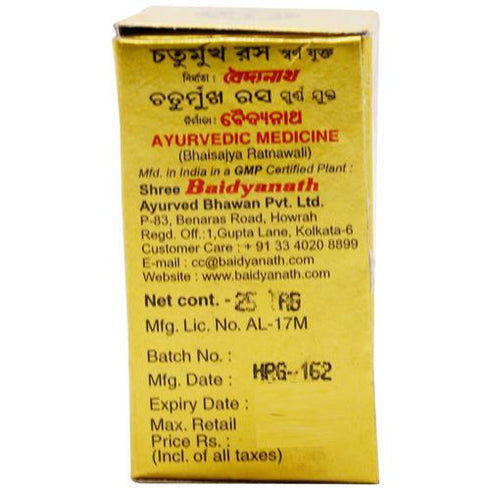 চতুর্মুখ রস স্বর্ণ যুক্ত
নির্মাতা : বৈদ্যনাথ
ଚତୁର୍ମୁଖ ରସ ସୁର୍ଣ୍ଣ ଯୁକ୍ତ
ନିର୍ମାତା: ବୈଦ୍ୟନାଥ
AYURVEDIC MEDICINE
(Bhaisajya Ratnawali)
Mfd. in India in a GMP Certified Plant :
Shree Baidyanath
Ayurved Bhawan Pvt. Ltd.
P-83, Benaras Road, Howrah
Regd. Off.:1,Gupta Lane, Kolkata-6
Customer Care : + 91 33 4020 8899
E-mail : cc@baidyanath.com
Website : www.baidyanath.com
Net cont. - 25
Mfg. Lic. No. AL-17M
Batch No. :
Mfg. Date : HPG-162
Expiry Date :
Max. Retail
Price Rs. :
(Incl. of all taxes)